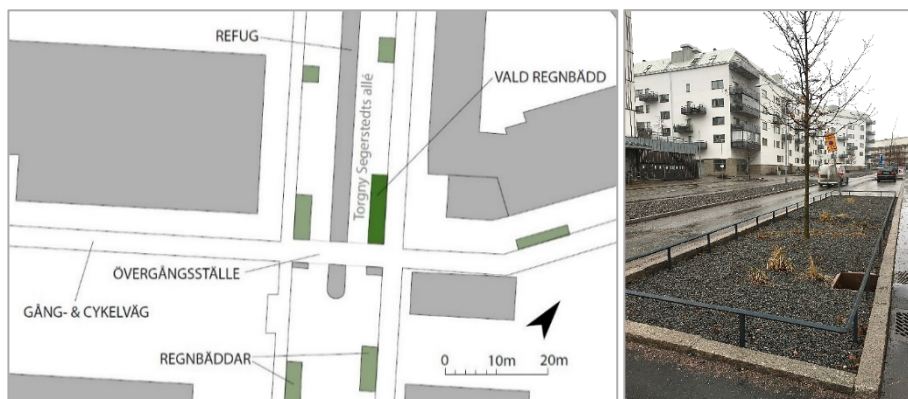 REFUG
VALD REGNBÄDD
Torgny Segerstedts allé
ÖVERGÅNGSSTÄLLE
GÅNG- & CYKELVÄG
REGNBÄDDAR
0 10m 20m